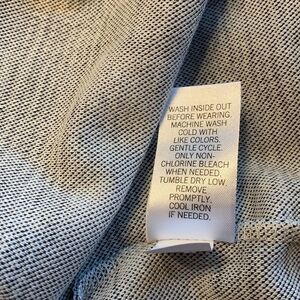 WASH INSIDE OUT
BEFORE WEARING.
MACHINE WASH
COLD WITH
LIKE COLORS.
GENTLE CYCLE.
ONLY NON-
CHLORINE BLEACH
WHEN NEEDED.
TUMBLE DRY LOW.
REMOVE
PROMPTLY.
COOL IRON
IF NEEDED.